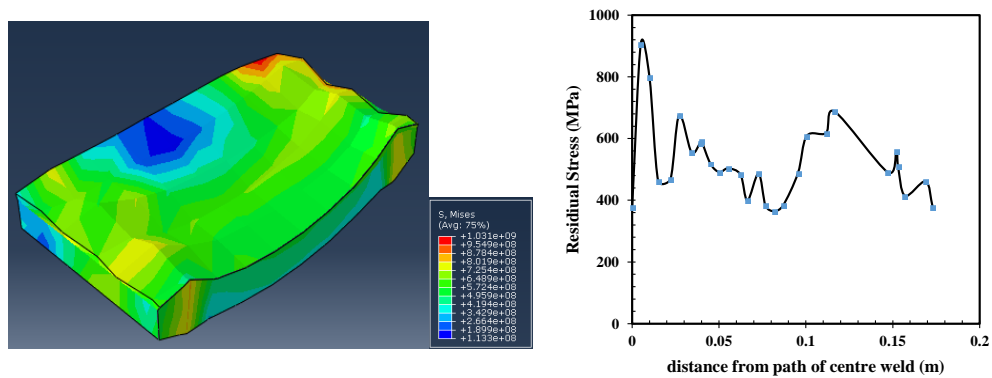 S, Mises
(Avg: 75%)
+1.031e+09
+9.549e+08
+8.784e+08
+8.019e+08
+7.254e+08
+6.489e+08
+5.724e+08
+4.959e+08
+4.194e+08
+3.429e+08
+2.664e+08
+1.899e+08
+1.133e+08
1000
800
600
400
200
0
Residiual Stress (MPa)
0
0.05
0.1
0.15
0.2
distance from path of centre weld (m)